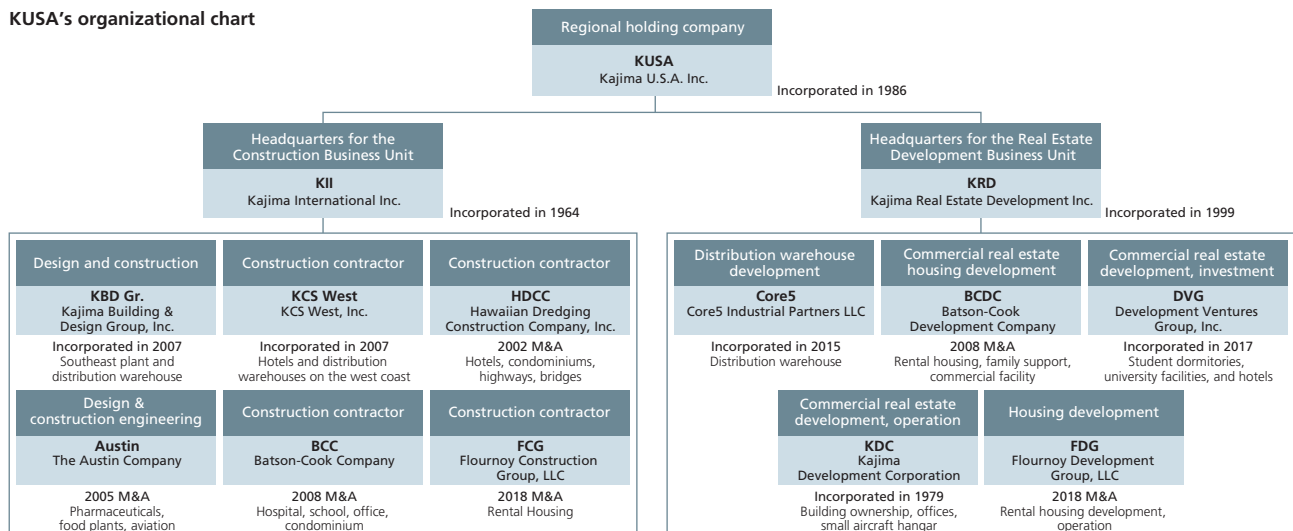 KUSA's organizational chart
Regional holding company
KUSA
Kajima U.S.A. Inc.
Incorporated in 1986
Headquarters for the
Construction Business Unit
KII
Kajima International Inc.
Incorporated in 1964
Headquarters for the Real Estate
Development Business Unit
KRD
Kajima Real Estate Development Inc.
Incorporated in 1999
Design and construction
KBD Gr.
Kajima Building &
Design Group, Inc.
Incorporated in 2007
Southeast plant and
distribution warehouse
Construction contractor
KCS West
KCS West, Inc.
Incorporated in 2007
Hotels and distribution
warehouses on the west coast
Construction contractor
HDCC
Hawaiian Dredging
Construction Company, Inc.
2002 M&A
Hotels, condominiums,
highways, bridges
Design &
construction engineering
Austin
The Austin Company
2005 M&A
Pharmaceuticals,
food plants, aviation
Construction contractor
BCC
Batson-Cook Company
2008 M&A
Hospital, school, office,
condominium
Construction contractor
FCG
Flournoy Construction
Group, LLC
2018 M&A
Rental Housing
Distribution warehouse
development
Core5
Core5 Industrial Partners LLC
Incorporated in 2015
Distribution warehouse
Commercial real estate
housing development
BCDC
Batson-Cook
Development Company
2008 M&A
Rental housing, family support,
commercial facility
Commercial real estate
development, investment
DVG
Development Ventures
Group, Inc.
Incorporated in 2017
Student dormitories,
university facilities, and hotels
Commercial real estate
development, operation
KDC
Kajima
Development Corporation
Incorporated in 1979
Building ownership, offices,
small aircraft hangar
Housing development
FDG
Flournoy Development
Group, LLC
2018 M&A
Rental housing development,
operation